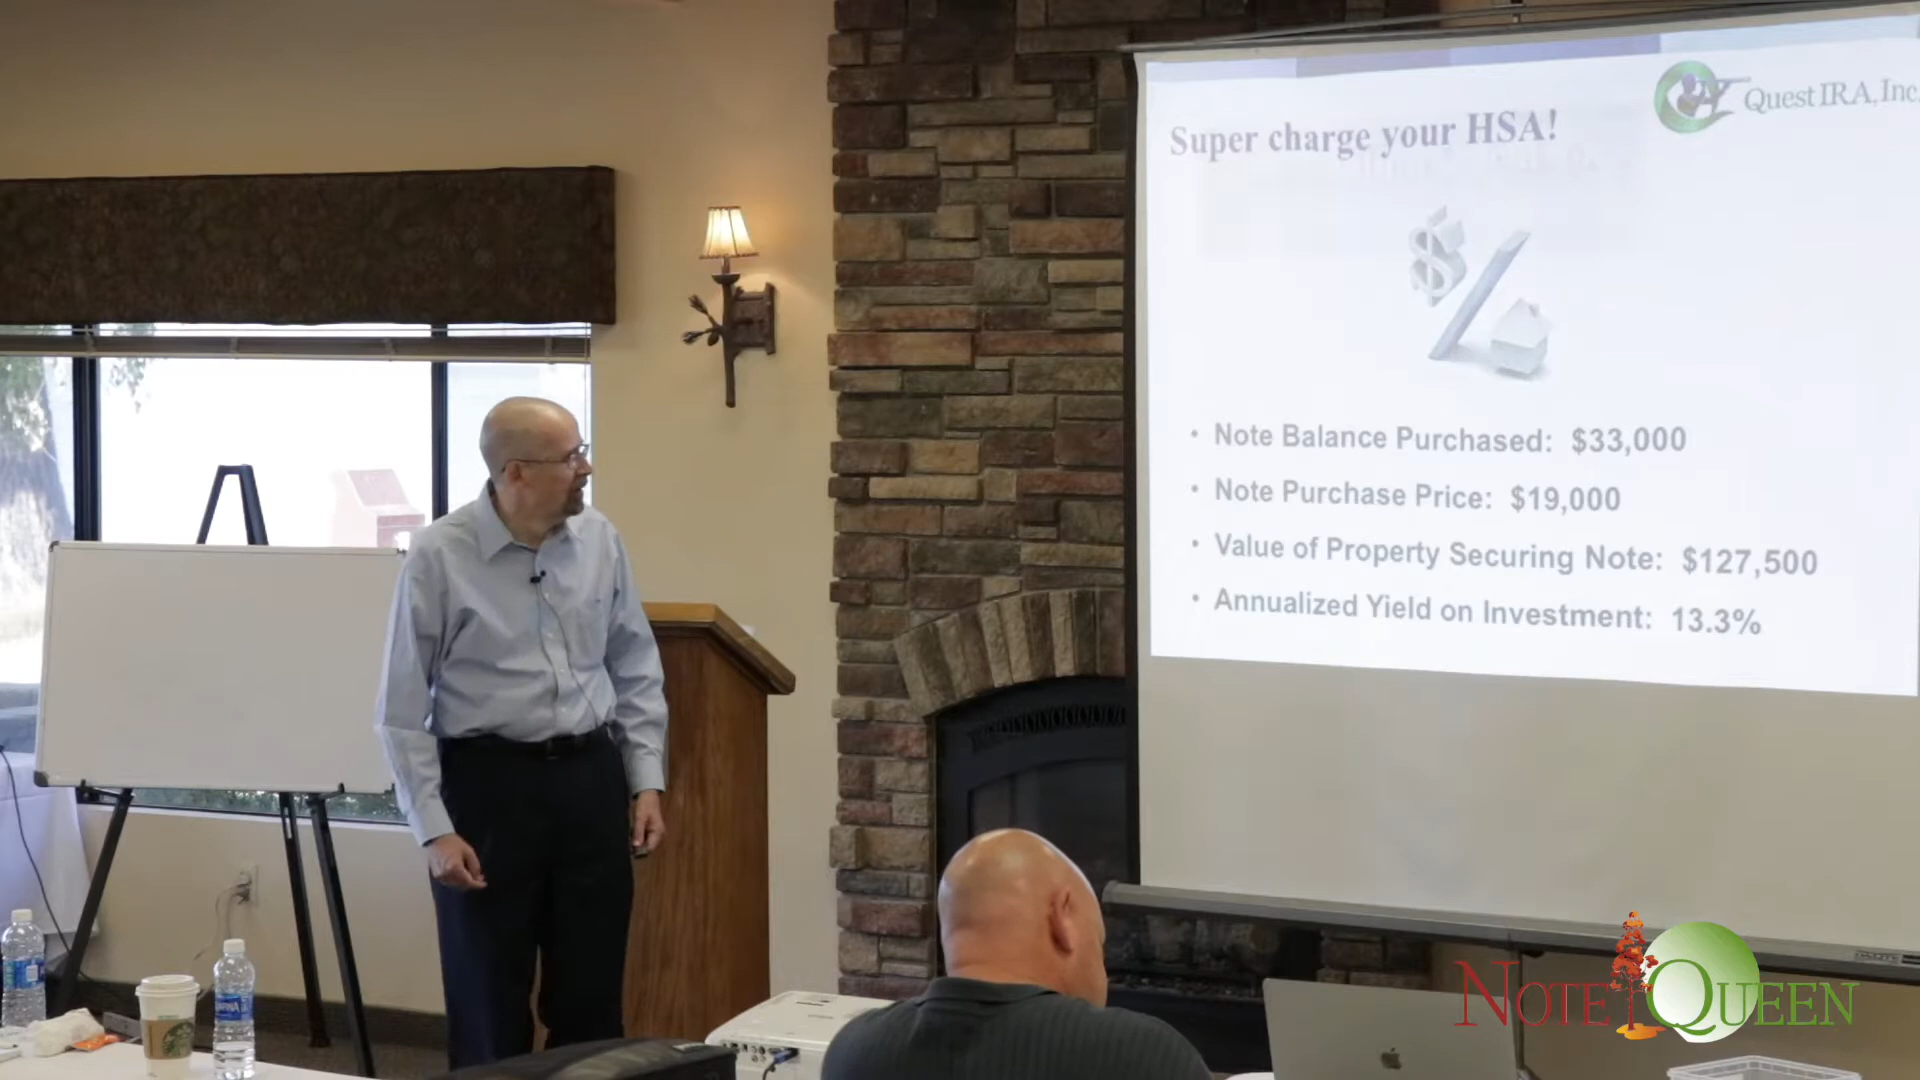 Quest IRA, Inc.
Super charge your HSA!
• Note Balance Purchased: $33,000
• Note Purchase Price: $19,000
• Value of Property Securing Note: $127,500
• Annualized Yield on Investment: 13.3%
NOTE QUEEN